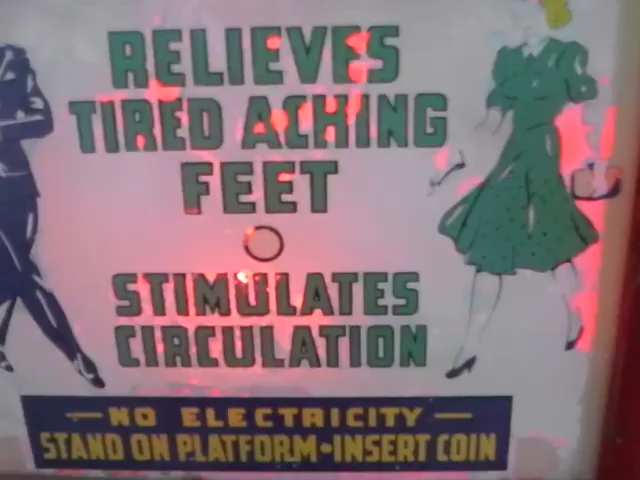 RELIEVES
TIRED ACHING
FEET
STIMULATES
CIRCULATION
— NO ELECTRICITY —
STAND ON PLATFORM • INSERT COIN